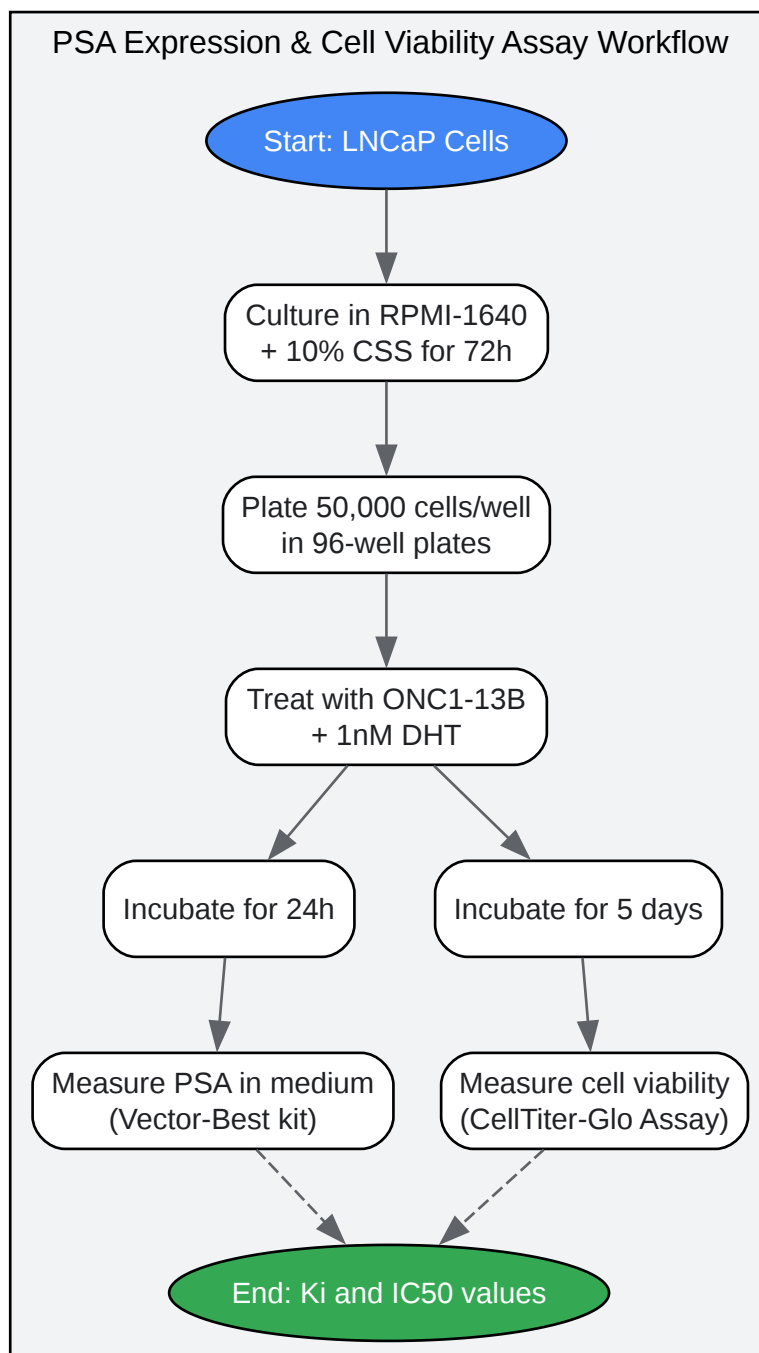 PSA Expression & Cell Viability Assay Workflow
Start: LNCaP Cells
Culture in RPMI-1640
+ 10% CSS for 72h
Plate 50,000 cells/well
in 96-well plates
Treat with ONC1-13B
+ 1nM DHT
Incubate for 24h
Incubate for 5 days
Measure PSA in medium
(Vector-Best kit)
Measure cell viability
(CellTiter-Glo Assay)
End: Ki and IC50 values